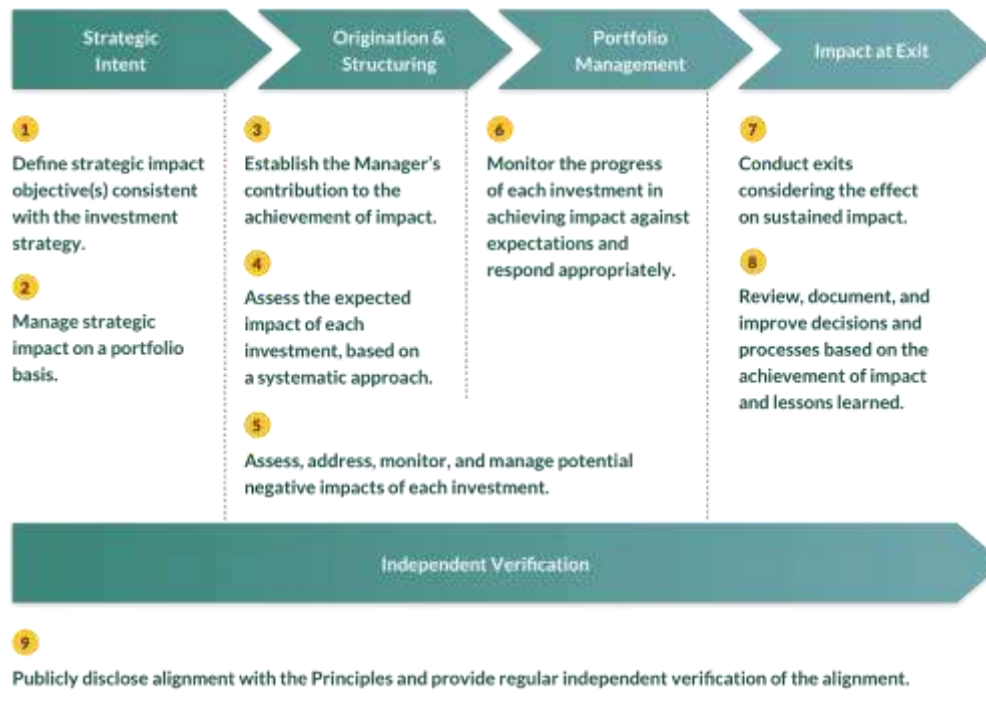 Strategic
Intent
Origination &
Structuring
Portfolio
Management
Impact at Exit
1
Define strategic impact
objective(s) consistent
with the investment
strategy.
2
Manage strategic
impact on a portfolio
basis.
3
Establish the Manager's
contribution to the
achievement of impact.
4
Assess the expected
impact of each
investment, based on
a systematic approach.
5
Assess, address, monitor, and manage potential
negative impacts of each investment.
6
Monitor the progress
of each investment in
achieving impact against
expectations and
respond appropriately.
7
Conduct exits
considering the effect
on sustained impact.
8
Review, document, and
improve decisions and
processes based on the
achievement of impact
and lessons learned.
Independent Verification
9
Publicly disclose alignment with the Principles and provide regular independent verification of the alignment.